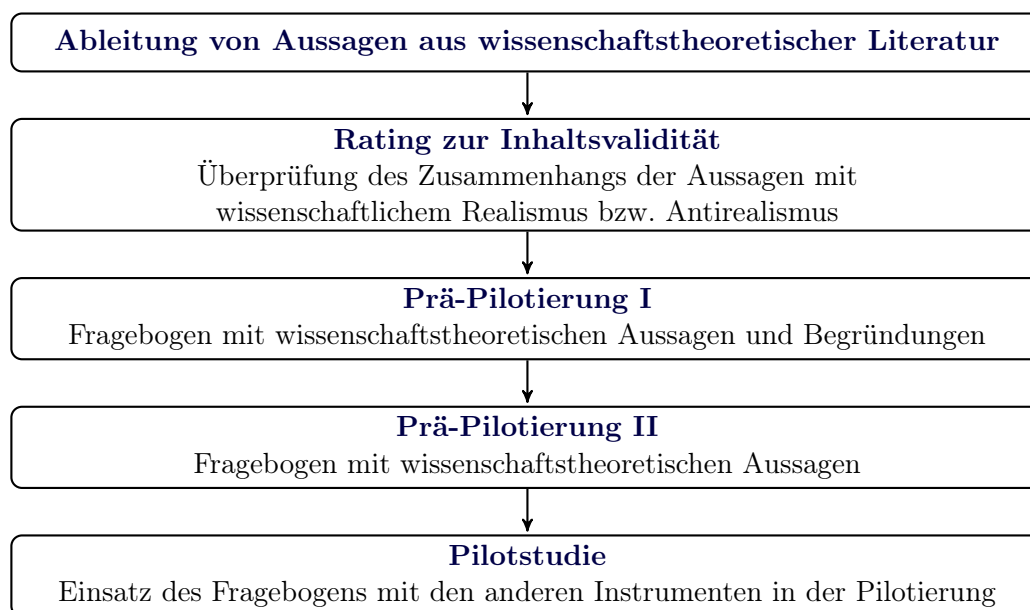 Ableitung von Aussagen aus wissenschaftstheoretischer Literatur
Rating zur Inhaltsvalidität
Überprüfung des Zusammenhangs der Aussagen mit
wissenschaftlichem Realismus bzw. Antirealismus
Prä-Pilotierung I
Fragebogen mit wissenschaftstheoretischen Aussagen und Begründungen
Prä-Pilotierung II
Fragebogen mit wissenschaftstheoretischen Aussagen
Pilotstudie
Einsatz des Fragebogens mit den anderen Instrumenten in der Pilotierung